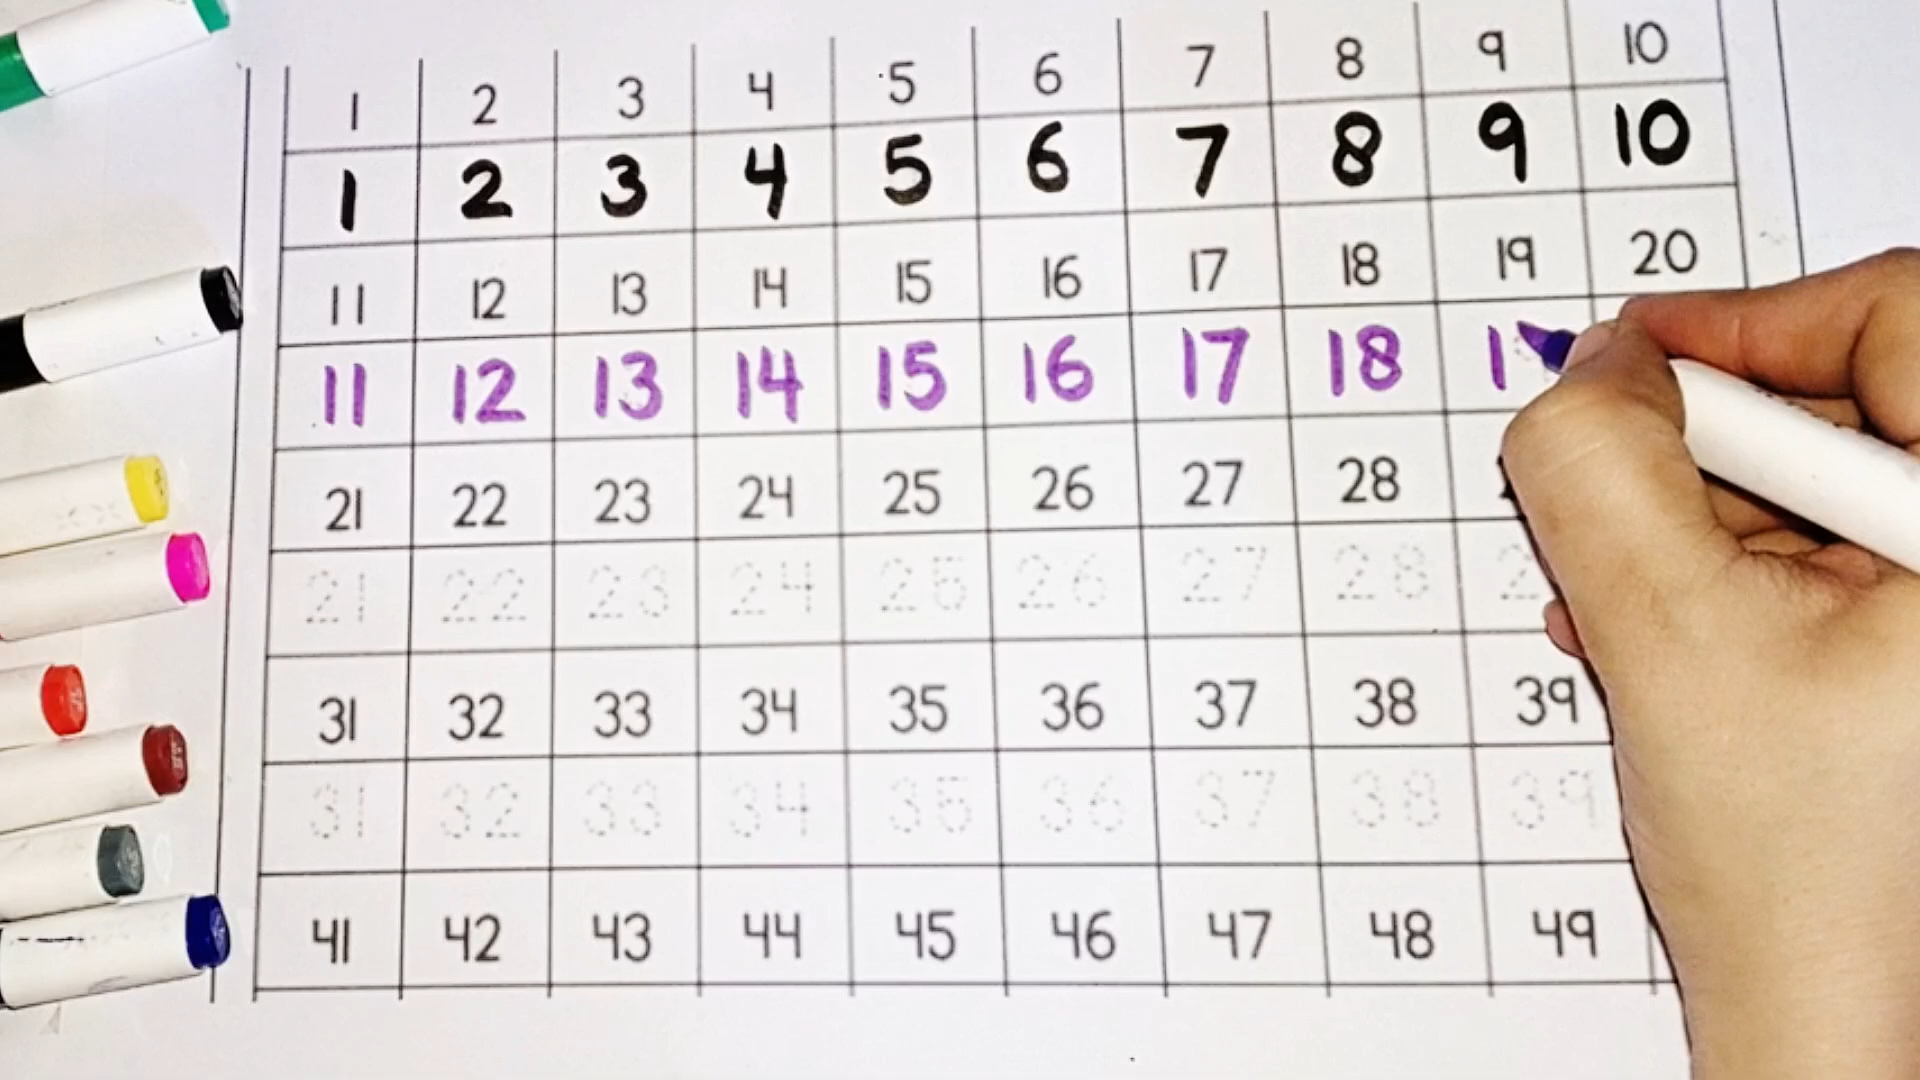 1 2 3 4 5 6 7 8 9 10
1 2 3 4 5 6 7 8 9 10
11 12 13 14 15 16 17 18 19 20
11 12 13 14 15 16 17 18 1
21 22 23 24 25 26 27 28
21 22 23 24 25 26 27 28 2
31 32 33 34 35 36 37 38 39
31 32 33 34 35 36 37 38 39
41 42 43 44 45 46 47 48 49